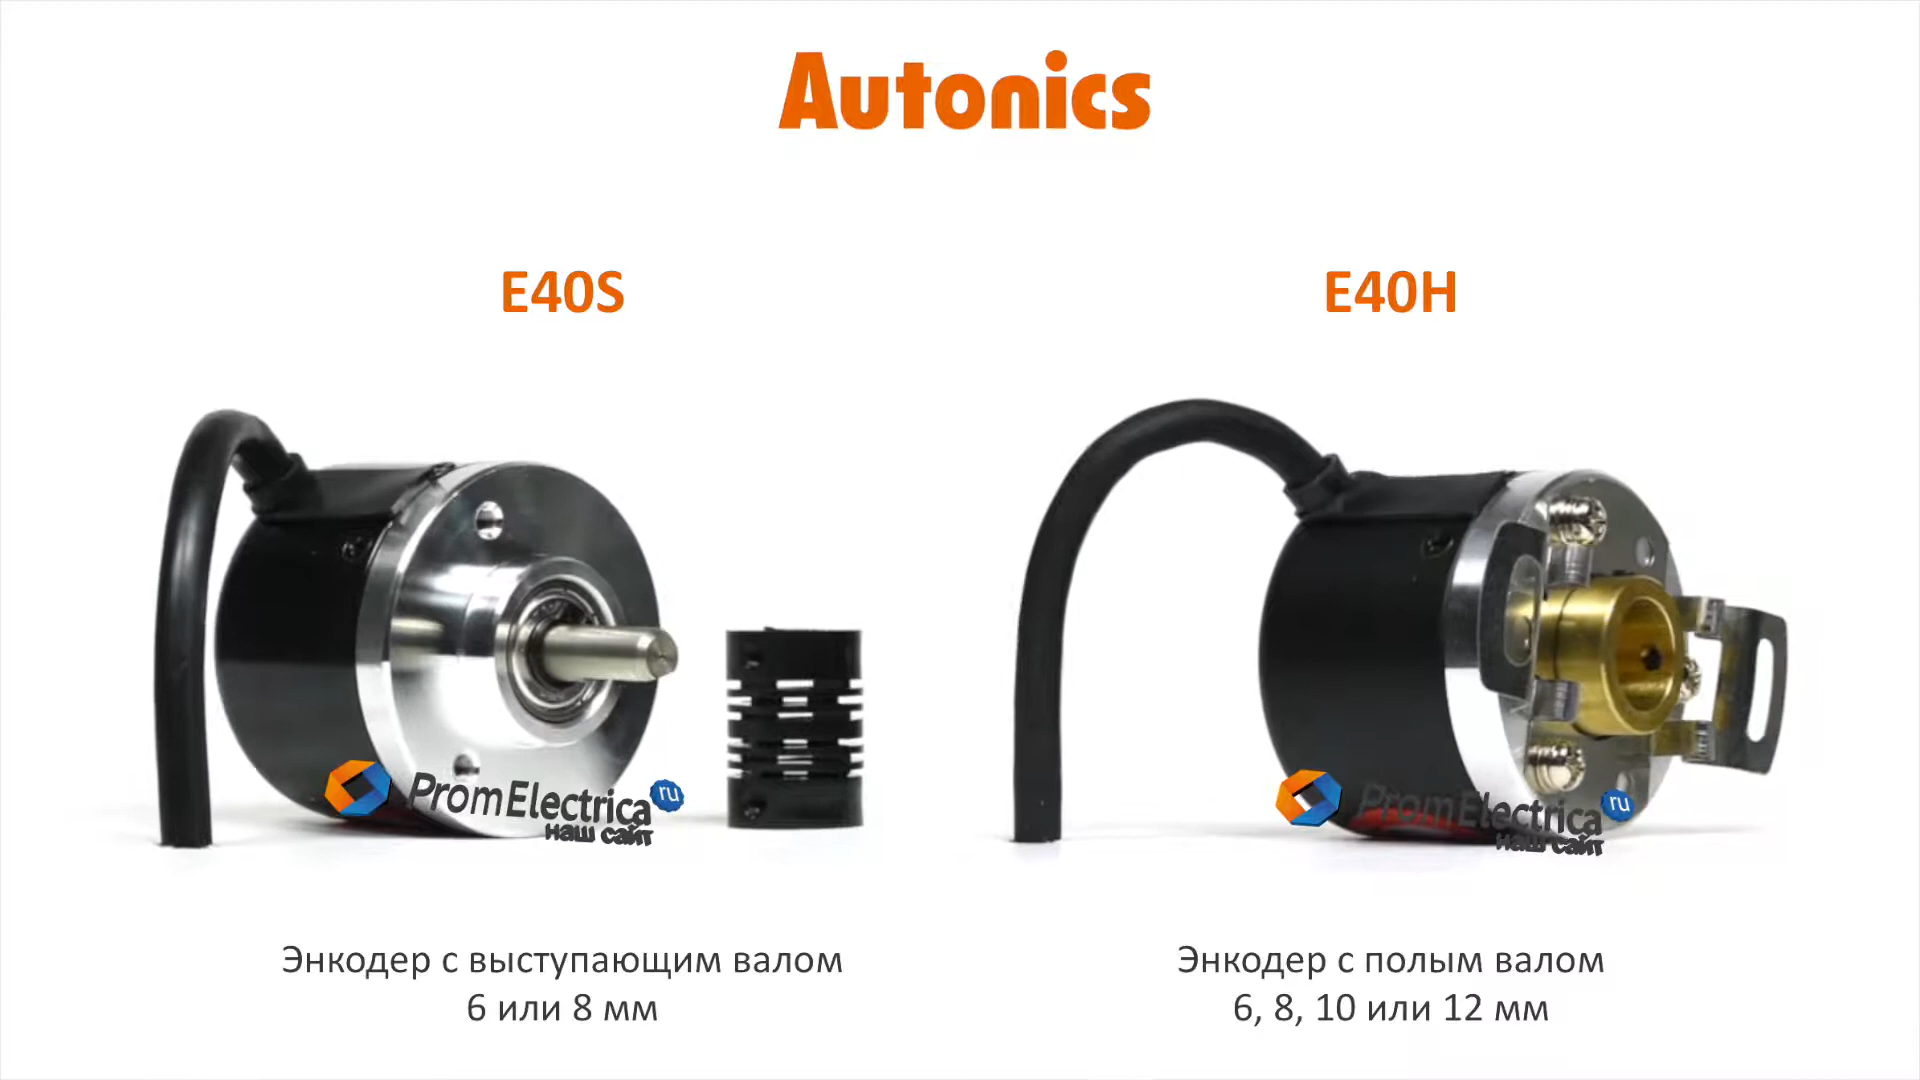 Autonics
E40S
E40H
PromElectrica ru
наш сайт
PromElectrica ru
наш сайт
Энкодер с выступающим валом
6 или 8 мм
Энкодер с полым валом
6, 8, 10 или 12 мм